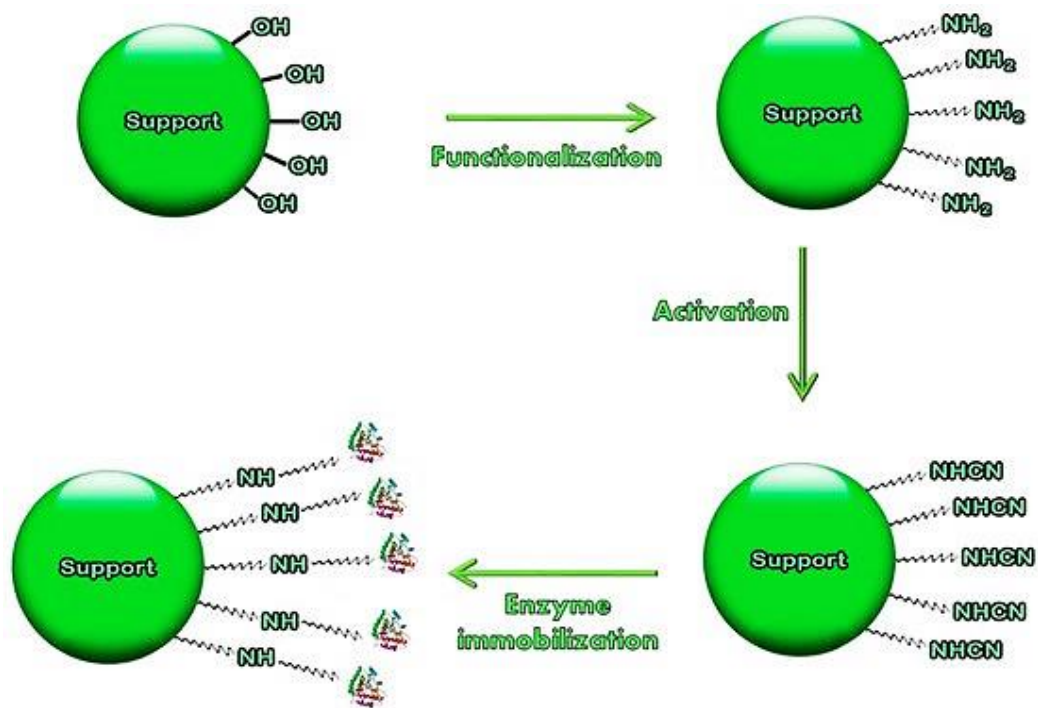 OH
OH
Support
OH
OH
OH
Functionalization
NH₂
NH₂
Support
NH₂
NH₂
NH₂
Activation
NHCN
NHCN
Support
NHCN
NHCN
NHCN
Enzyme
immobilization
NH
NH
Support
NH
NH
NH